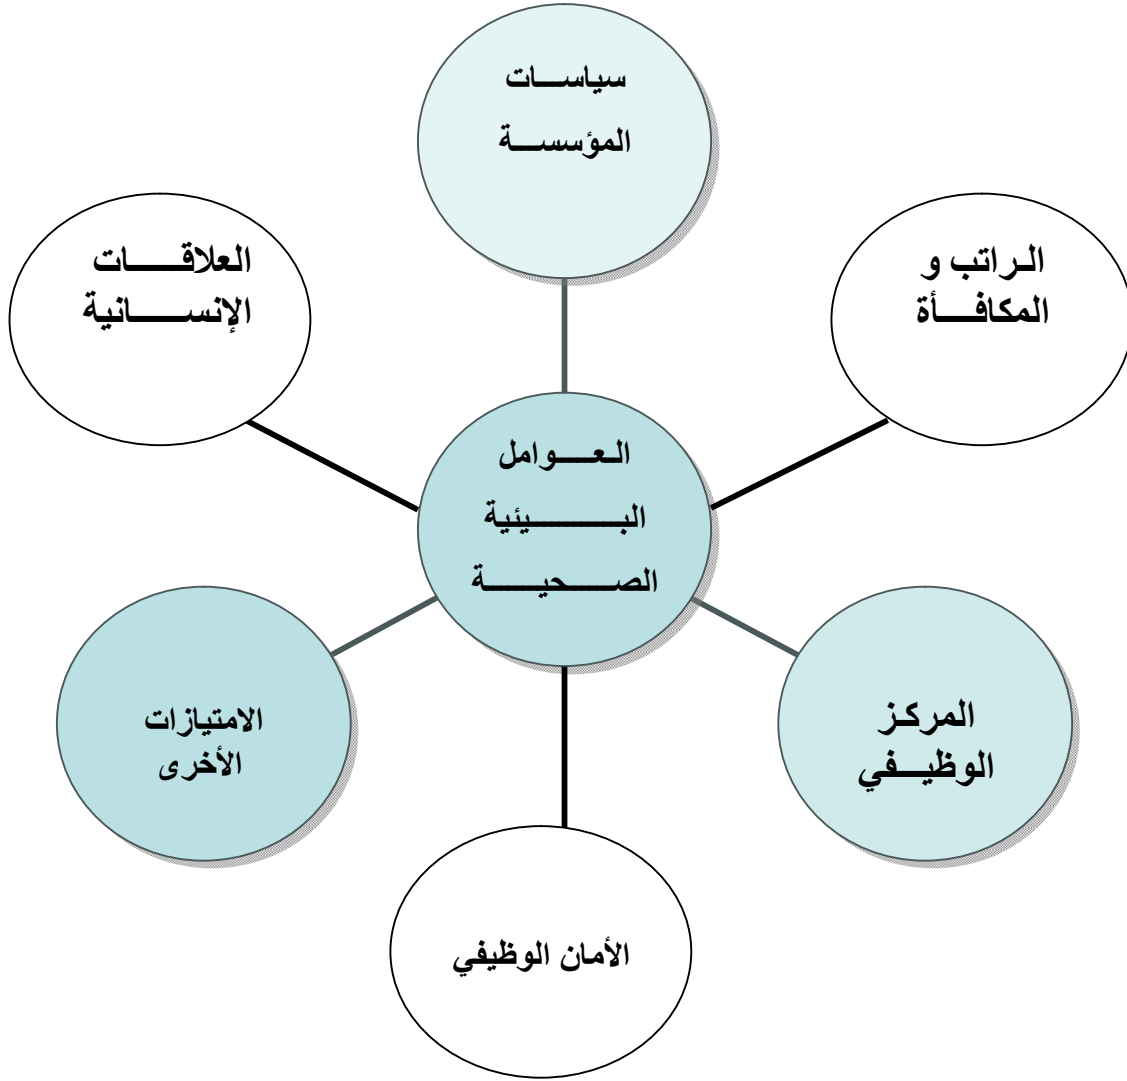 سياسات
المؤسسة
الراتب و
المكافأة
العلاقات
الإنسانية
العوامل
البيئية
الصحية
المركز
الوظيفي
الامتيازات
الأخرى
الأمان الوظيفي